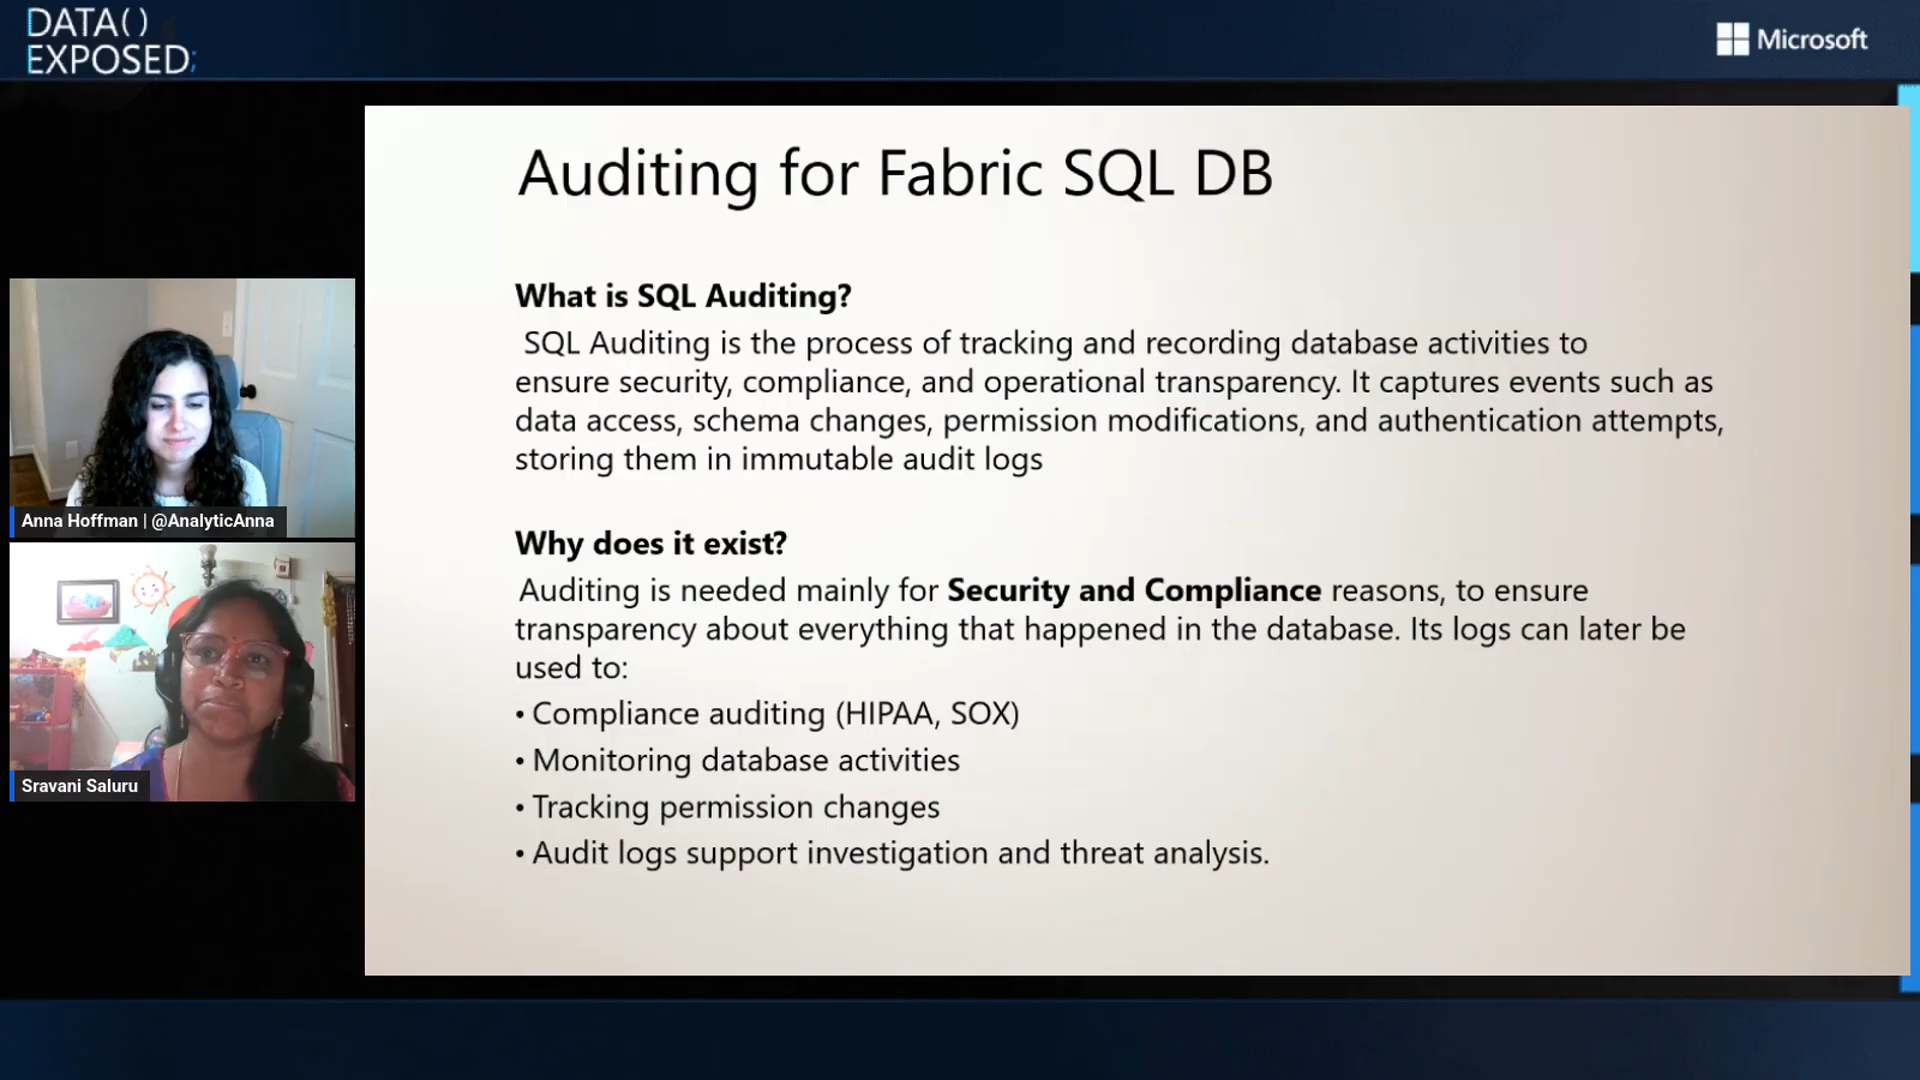 DATA()
EXPOSED;
Microsoft
Auditing for Fabric SQL DB
What is SQL Auditing?
SQL Auditing is the process of tracking and recording database activities to
ensure security, compliance, and operational transparency. It captures events such as
data access, schema changes, permission modifications, and authentication attempts,
storing them in immutable audit logs
Why does it exist?
Auditing is needed mainly for Security and Compliance reasons, to ensure
transparency about everything that happened in the database. Its logs can later be
used to:
• Compliance auditing (HIPAA, SOX)
• Monitoring database activities
• Tracking permission changes
• Audit logs support investigation and threat analysis.
Anna Hoffman | @AnalyticAnna
Sravani Saluru